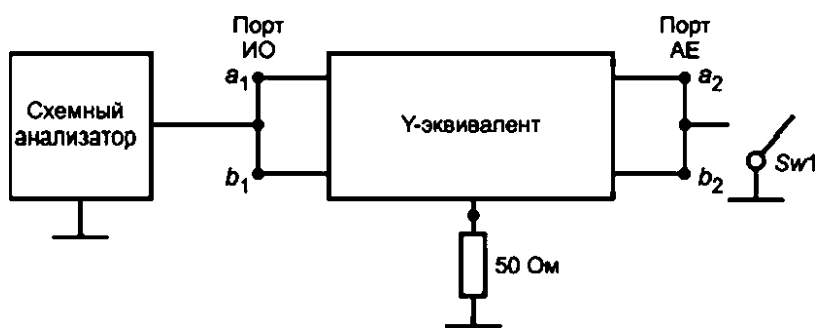 Порт
ИО
Порт
АЕ
a1
a2
Схемный
анализатор
Y-эквивалент
b1
b2
Sw1
50 Ом